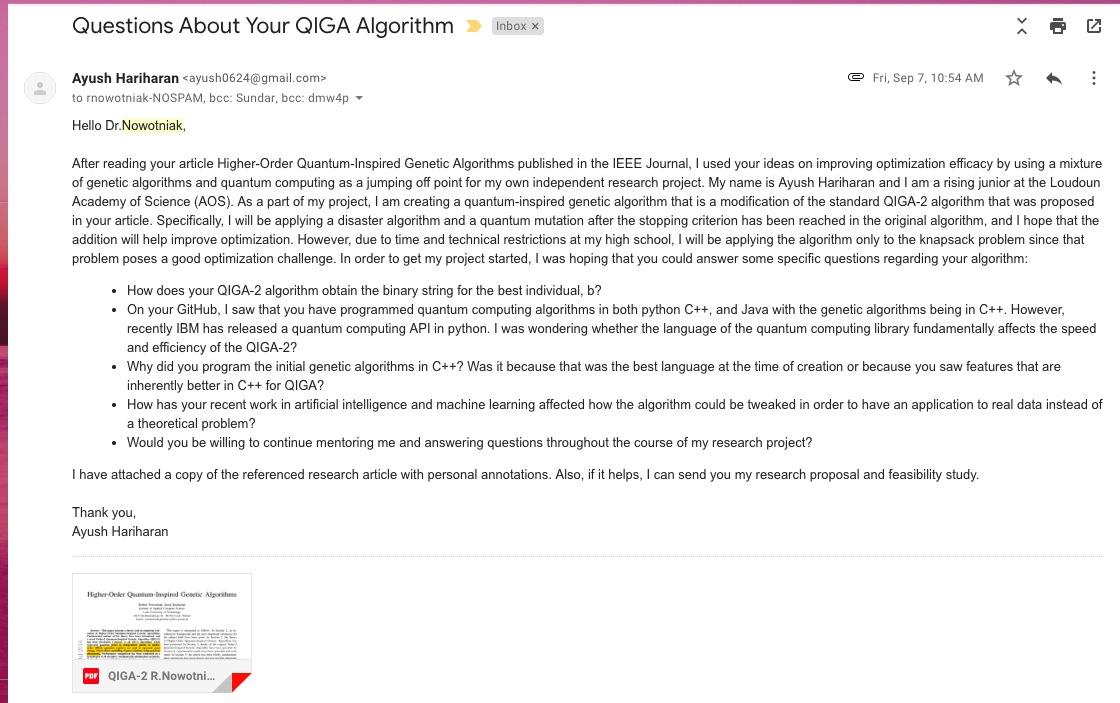 Questions About Your QIGA Algorithm Inbox ×
Ayush Hariharan <ayush0624@gmail.com> Fri, Sep 7, 10:54 AM
to rnowotniak-NOSPAM, bcc: Sundar, bcc: dmw4p
Hello Dr.Nowotniak,
After reading your article Higher-Order Quantum-Inspired Genetic Algorithms published in the IEEE Journal, I used your ideas on improving optimization efficacy by using a mixture
of genetic algorithms and quantum computing as a jumping off point for my own independent research project. My name is Ayush Hariharan and I am a rising junior at the Loudoun
Academy of Science (AOS). As a part of my project, I am creating a quantum-inspired genetic algorithm that is a modification of the standard QIGA-2 algorithm that was proposed
in your article. Specifically, I will be applying a disaster algorithm and a quantum mutation after the stopping criterion has been reached in the original algorithm, and I hope that the
addition will help improve optimization. However, due to time and technical restrictions at my high school, I will be applying the algorithm only to the knapsack problem since that
problem poses a good optimization challenge. In order to get my project started, I was hoping that you could answer some specific questions regarding your algorithm:
• How does your QIGA-2 algorithm obtain the binary string for the best individual, b?
• On your GitHub, I saw that you have programmed quantum computing algorithms in both python C++, and Java with the genetic algorithms being in C++. However,
recently IBM has released a quantum computing API in python. I was wondering whether the language of the quantum computing library fundamentally affects the speed
and efficiency of the QIGA-2?
• Why did you program the initial genetic algorithms in C++? Was it because that was the best language at the time of creation or because you saw features that are
inherently better in C++ for QIGA?
• How has your recent work in artificial intelligence and machine learning affected how the algorithm could be tweaked in order to have an application to real data instead of
a theoretical problem?
• Would you be willing to continue mentoring me and answering questions throughout the course of my research project?
I have attached a copy of the referenced research article with personal annotations. Also, if it helps, I can send you my research proposal and feasibility study.
Thank you,
Ayush Hariharan
Higher-Order Quantum-Inspired Genetic Algorithms
PDF QIGA-2 R.Nowotni...